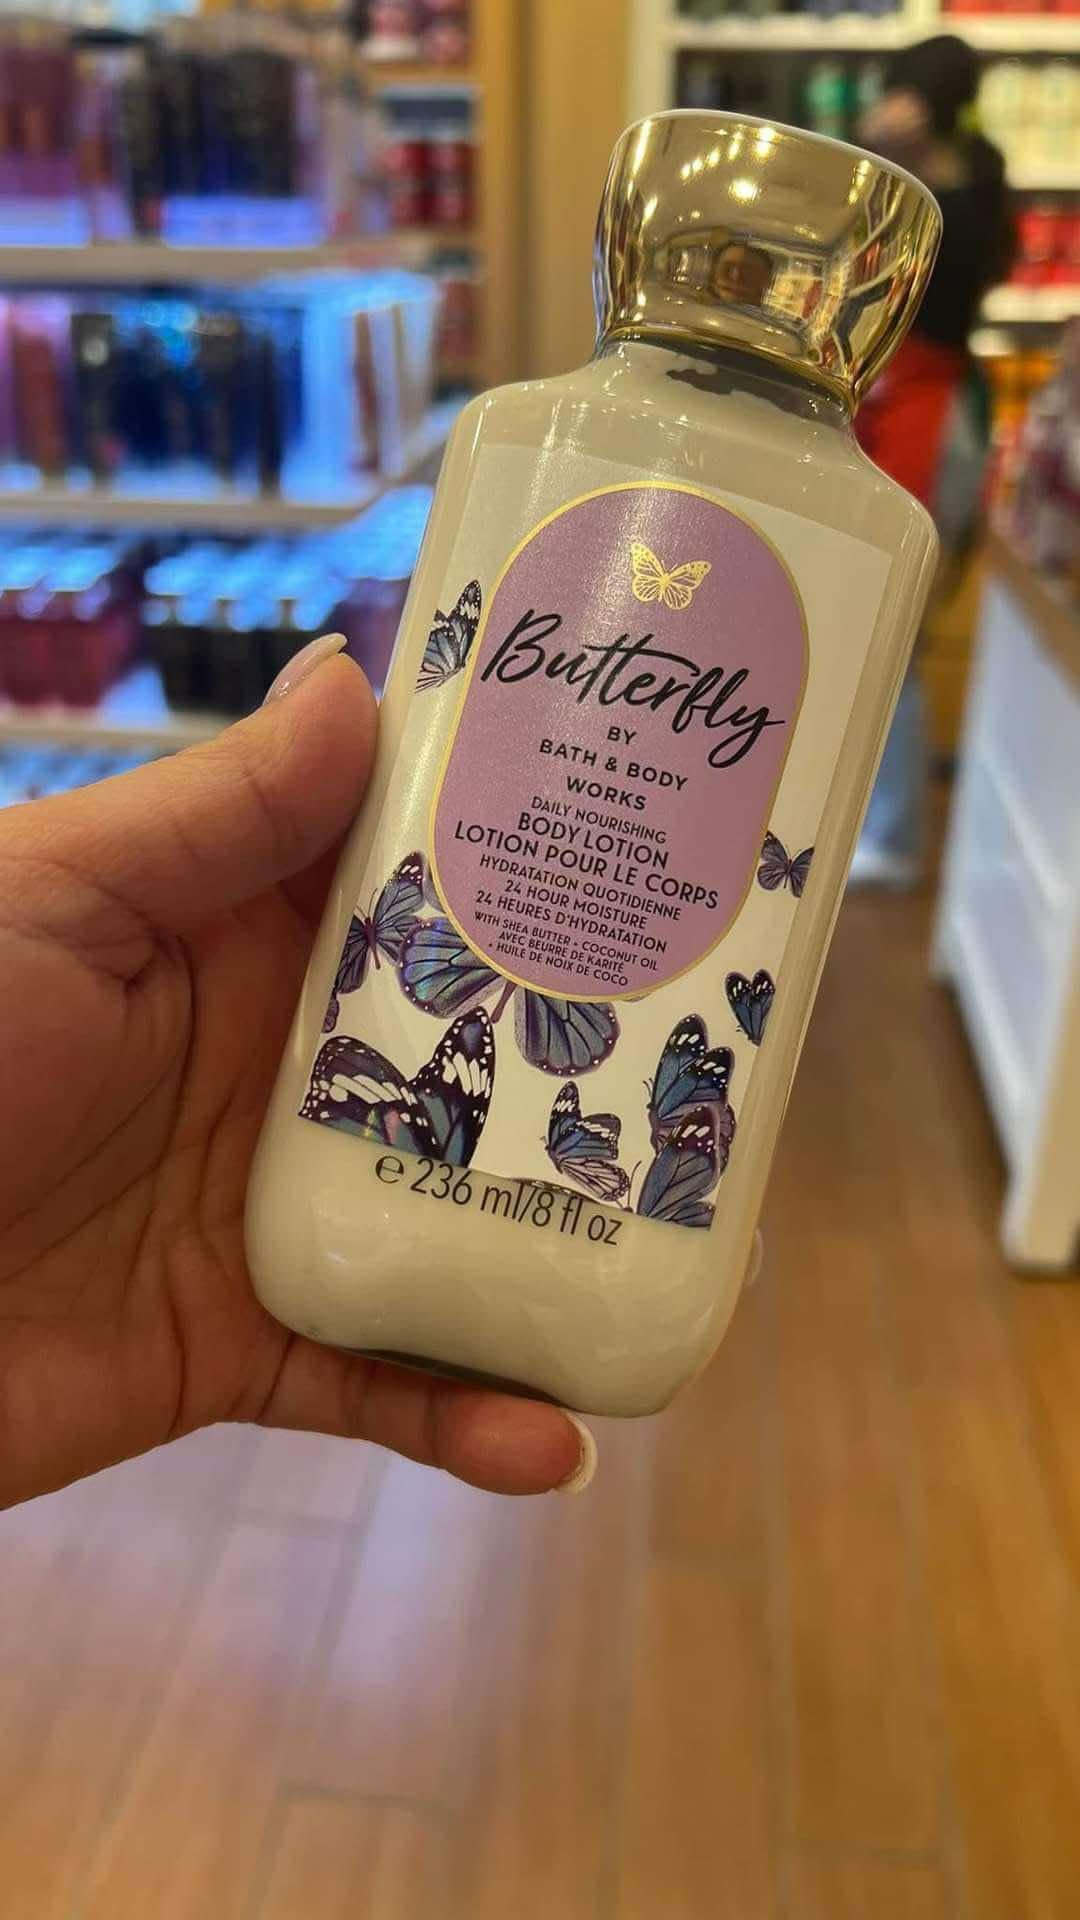 Butterfly
BY
BATH & BODY
WORKS
DAILY NOURISHING
BODY LOTION
LOTION POUR LE CORPS
HYDRATATION QUOTIDIENNE
24 HOUR MOISTURE
24 HEURES D'HYDRATATION
WITH SHEA BUTTER + COCONUT OIL
AVEC BEURRE DE KARITÉ
+ HUILE DE NOIX DE COCO
℮ 236 ml/8 fl oz